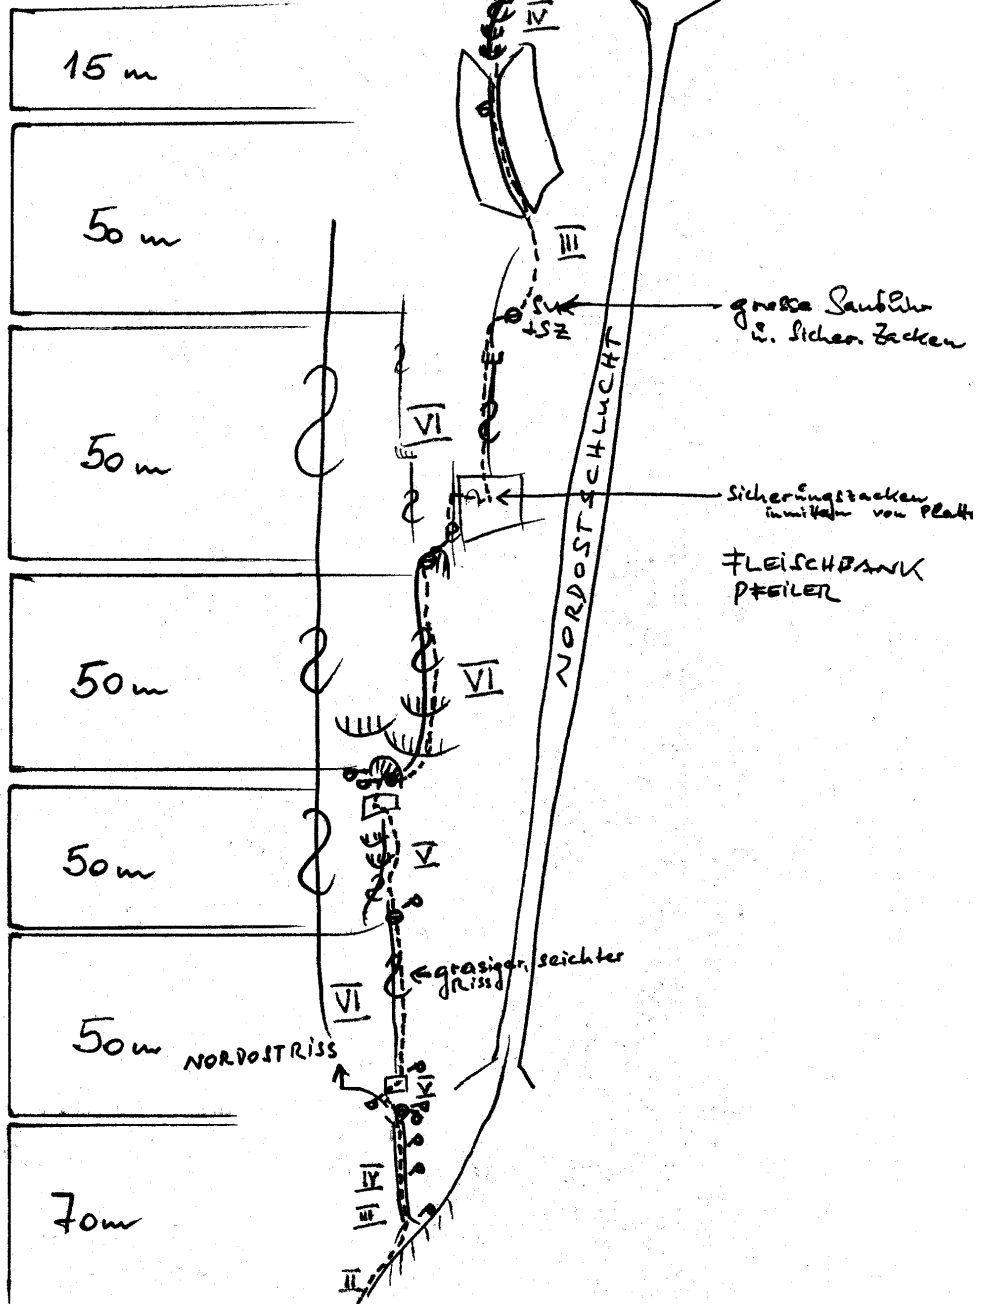 IV
15 m
50 m
III
grosse Sanduhr
u. Sicher. Zacken
SU
+SZ
VI
50 m
NORDOSTSCHLUCHT
Sicherungszacken
inmitten von Platte
FLEISCHBANK
PFEILER
50 m
VI
50 m
V
grasiger, seichter
Riss
VI
50 m
NORDOSTRISS
V
IV
III
70 m
II